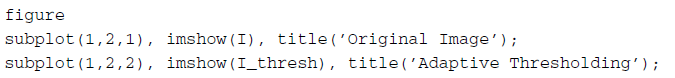 figure
subplot(1,2,1), imshow(I), title(’Original Image’);
subplot(1,2,2), imshow(I_thresh), title(’Adaptive Thresholding’);